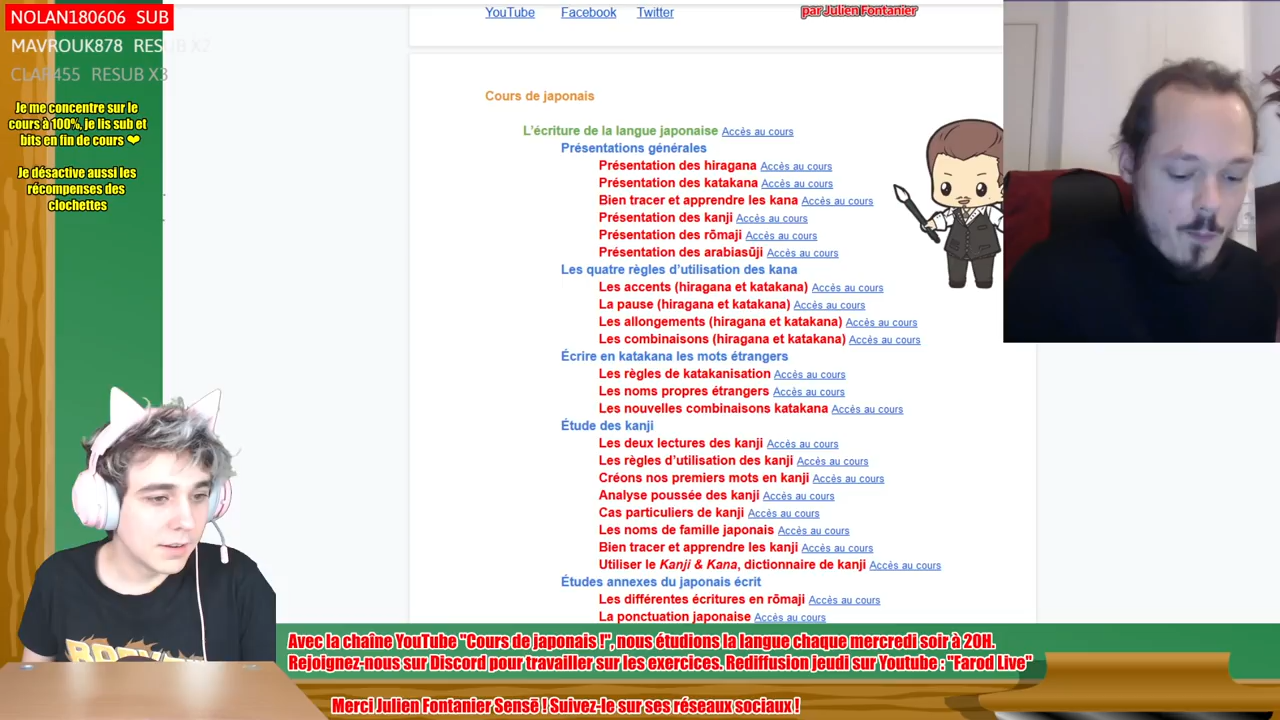 NOLAN180606 SUB
MAVROUK878 RESUB X2
CLAR455 RESUB X3
Je me concentre sur le
cours à 100%, je lis sub et
bits en fin de cours ❤
Je désactive aussi les
récompenses des
clochettes
YouTube Facebook Twitter
par Julien Fontanier
Cours de japonais
L'écriture de la langue japonaise Accès au cours
Présentations générales
Présentation des hiragana Accès au cours
Présentation des katakana Accès au cours
Bien tracer et apprendre les kana Accès au cours
Présentation des kanji Accès au cours
Présentation des rōmaji Accès au cours
Présentation des arabiasūji Accès au cours
Les quatre règles d'utilisation des kana
Les accents (hiragana et katakana) Accès au cours
La pause (hiragana et katakana) Accès au cours
Les allongements (hiragana et katakana) Accès au cours
Les combinaisons (hiragana et katakana) Accès au cours
Écrire en katakana les mots étrangers
Les règles de katakanisation Accès au cours
Les noms propres étrangers Accès au cours
Les nouvelles combinaisons katakana Accès au cours
Étude des kanji
Les deux lectures des kanji Accès au cours
Les règles d'utilisation des kanji Accès au cours
Créons nos premiers mots en kanji Accès au cours
Analyse poussée des kanji Accès au cours
Cas particuliers de kanji Accès au cours
Les noms de famille japonais Accès au cours
Bien tracer et apprendre les kanji Accès au cours
Utiliser le Kanji & Kana, dictionnaire de kanji Accès au cours
Études annexes du japonais écrit
Les différentes écritures en rōmaji Accès au cours
La ponctuation japonaise Accès au cours
Avec la chaîne YouTube "Cours de japonais !", nous étudions la langue chaque mercredi soir à 20H.
Rejoignez-nous sur Discord pour travailler sur les exercices. Rediffusion jeudi sur Youtube : "Farod Live"
Merci Julien Fontanier Sensē ! Suivez-le sur ses réseaux sociaux !